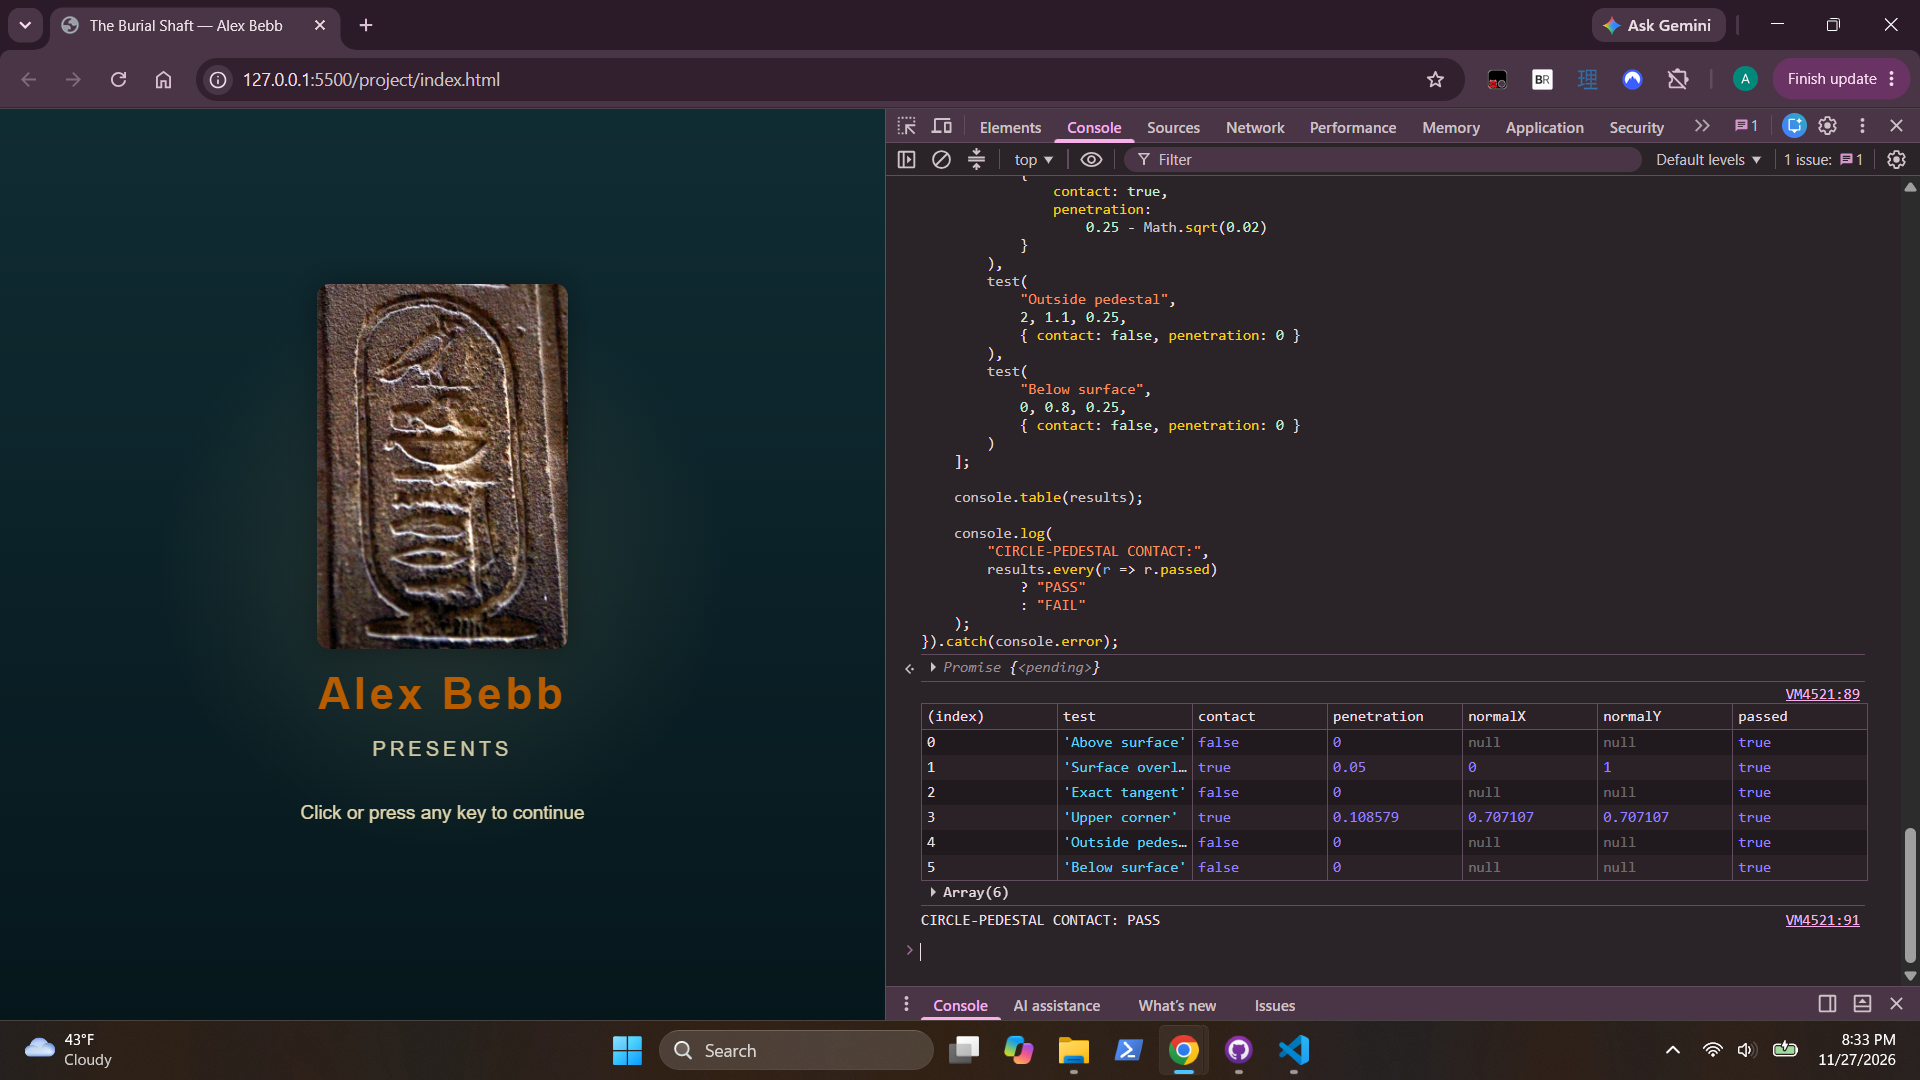 The Burial Shaft — Alex Bebb
Ask Gemini
127.0.0.1:5500/project/index.html
BR
理
A
Finish update
Alex Bebb
PRESENTS
Click or press any key to continue
Elements
Console
Sources
Network
Performance
Memory
Application
Security
1
top
Filter
Default levels
1 issue:
1
{
contact: true,
penetration:
0.25 - Math.sqrt(0.02)
}
),
test(
"Outside pedestal",
2, 1.1, 0.25,
{ contact: false, penetration: 0 }
),
test(
"Below surface",
0, 0.8, 0.25,
{ contact: false, penetration: 0 }
)
];
console.table(results);
console.log(
"CIRCLE-PEDESTAL CONTACT:",
results.every(r => r.passed)
? "PASS"
: "FAIL"
);
}).catch(console.error);
Promise {<pending>}
VM4521:89
(index) test contact penetration normalX normalY passed
0 'Above surface' false 0 null null true
1 'Surface overl… true 0.05 0 1 true
2 'Exact tangent' false 0 null null true
3 'Upper corner' true 0.108579 0.707107 0.707107 true
4 'Outside pedes… false 0 null null true
5 'Below surface' false 0 null null true
Array(6)
CIRCLE-PEDESTAL CONTACT: PASS
VM4521:91
Console
AI assistance
What's new
Issues
43°F
Cloudy
Search
8:33 PM
11/27/2026